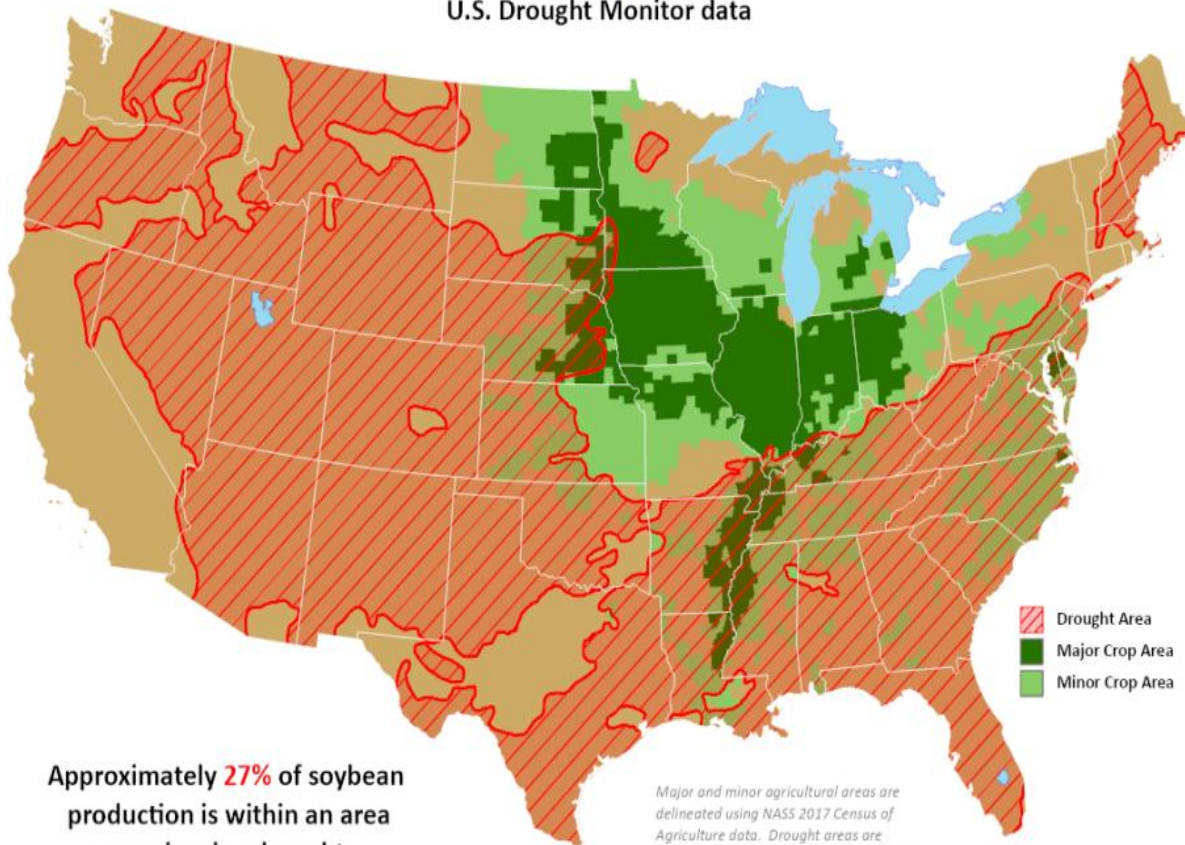 U.S. Drought Monitor data
Drought Area
Major Crop Area
Minor Crop Area
Approximately 27% of soybean
production is within an area
Major and minor agricultural areas are
delineated using NASS 2017 Census of
Agriculture data. Drought areas are